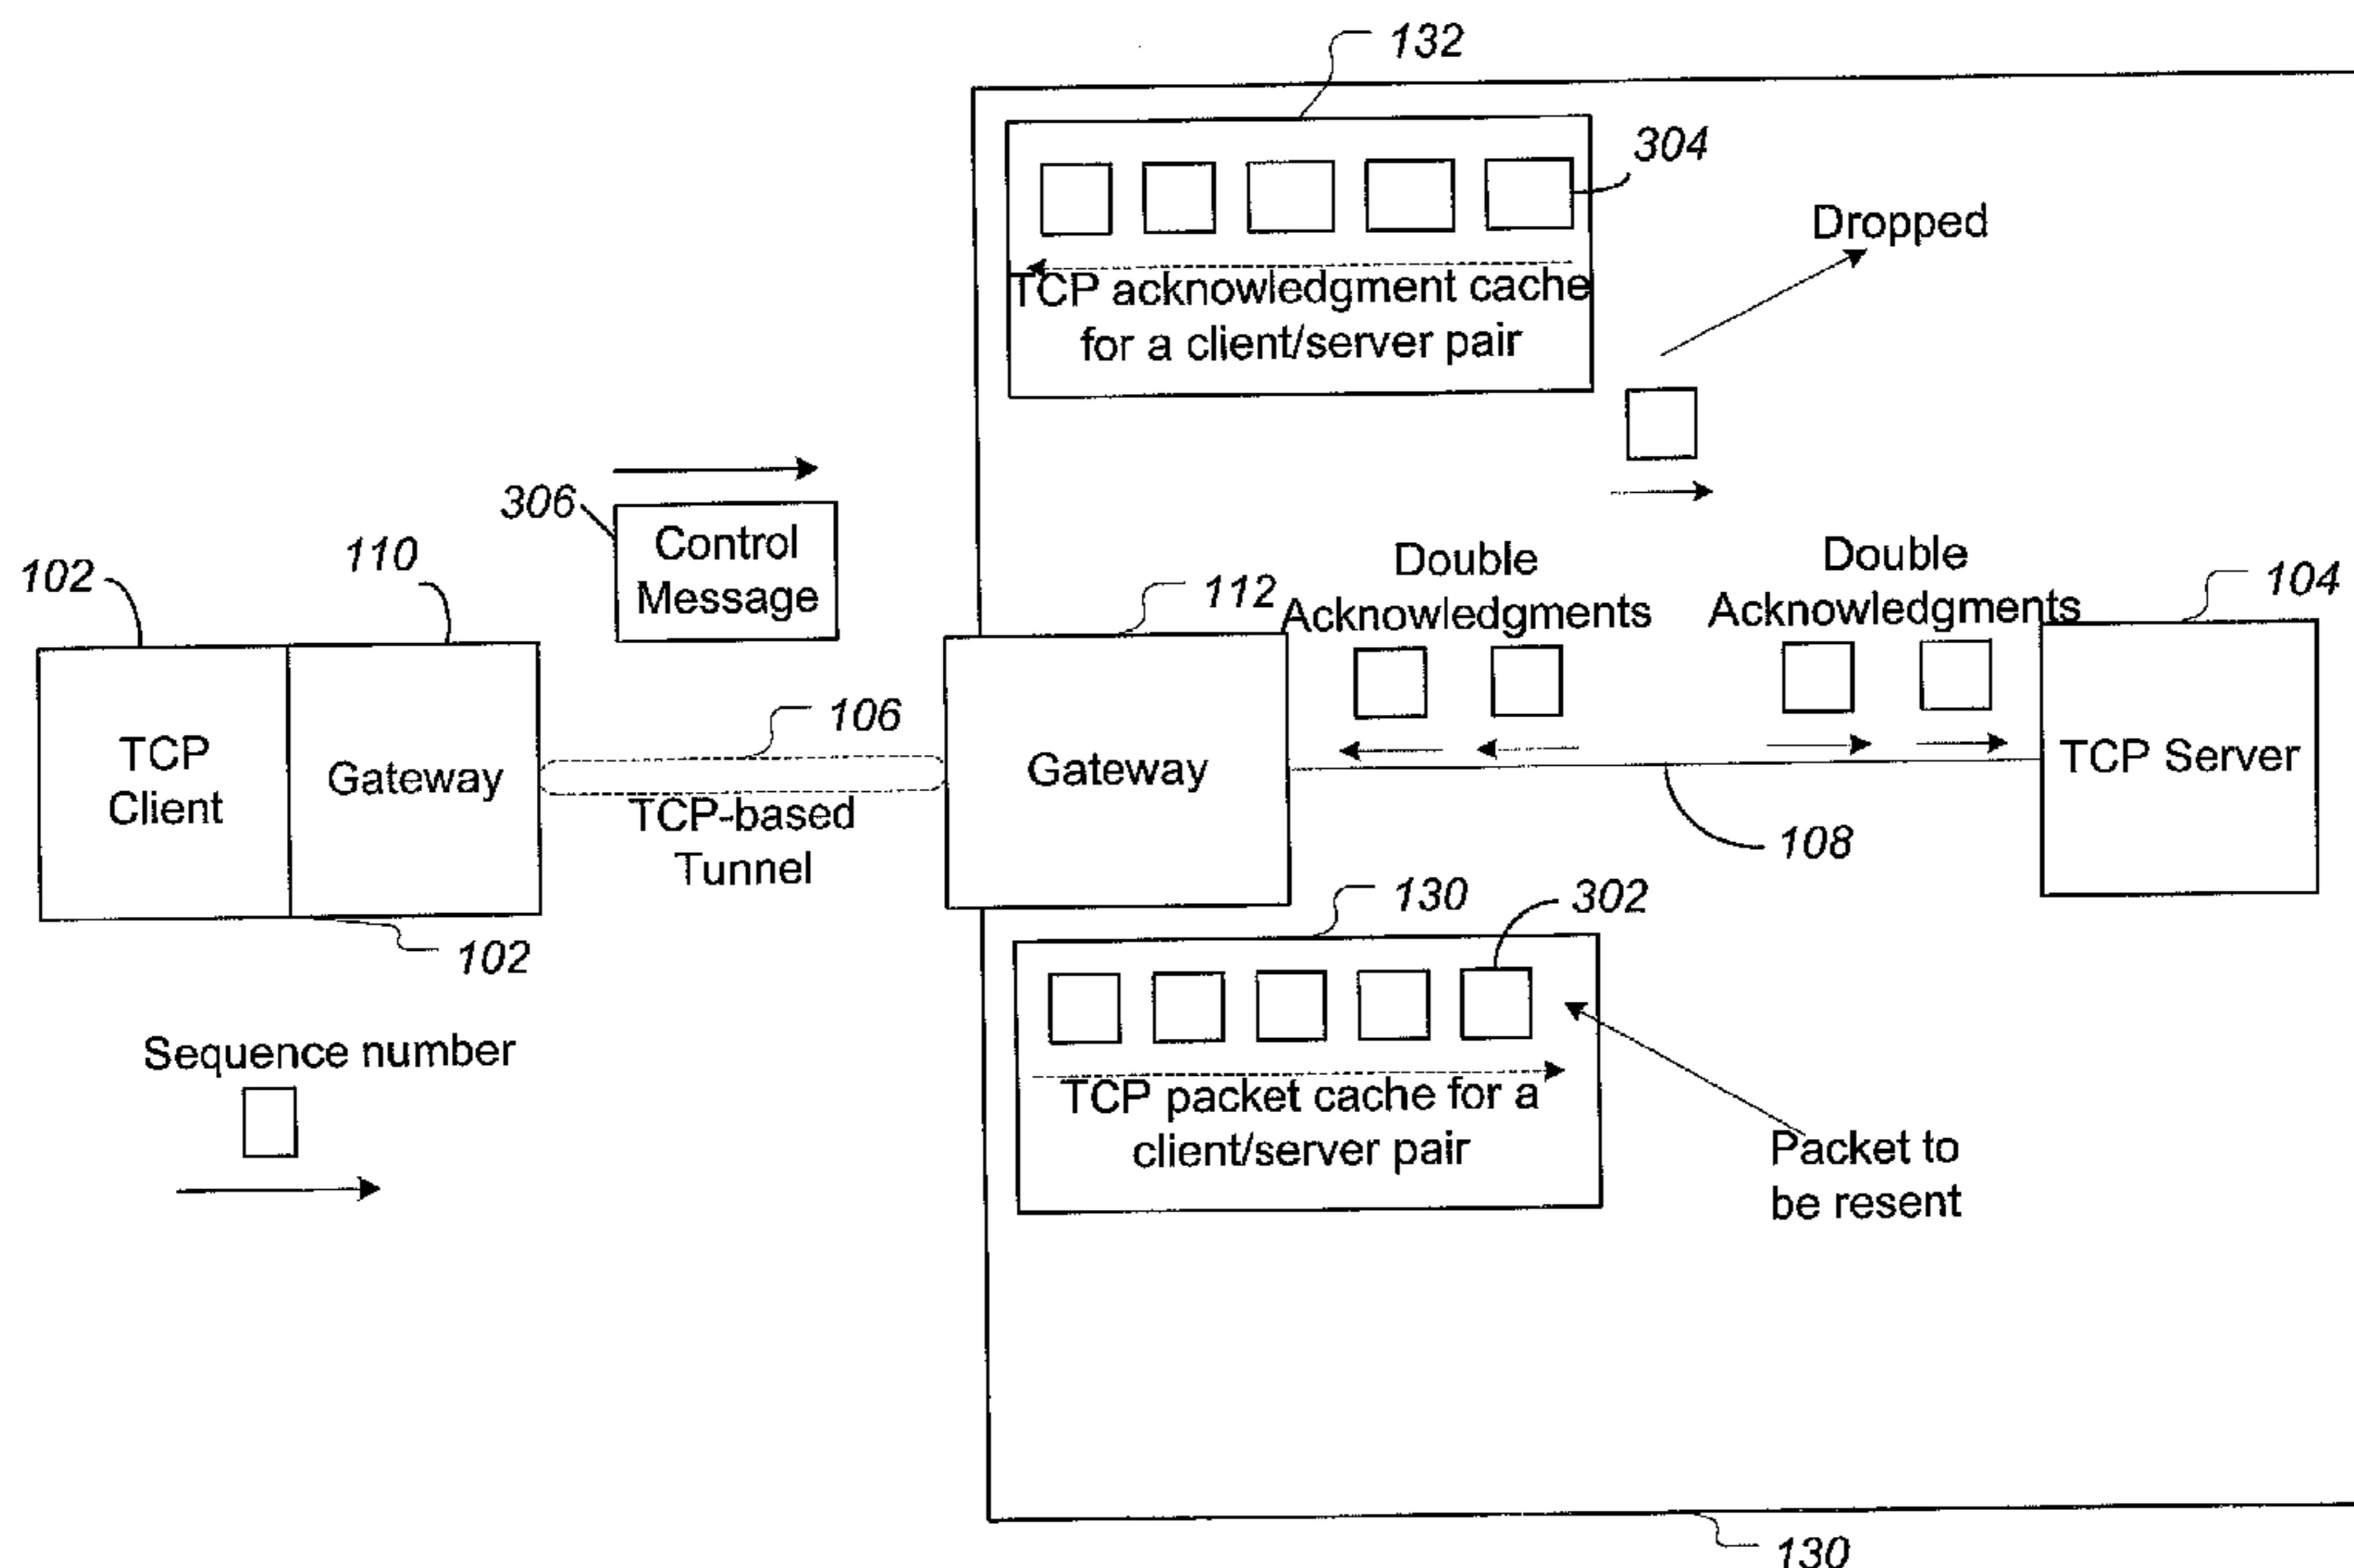 132
304
Dropped
TCP acknowledgment cache
for a client/server pair
306
Control
Message
102
110
112
Double
Acknowledgments
Double
Acknowledgments
104
TCP
Client
Gateway
106
TCP-based
Tunnel
Gateway
TCP Server
108
102
130
302
Sequence number
TCP packet cache for a
client/server pair
Packet to
be resent
130